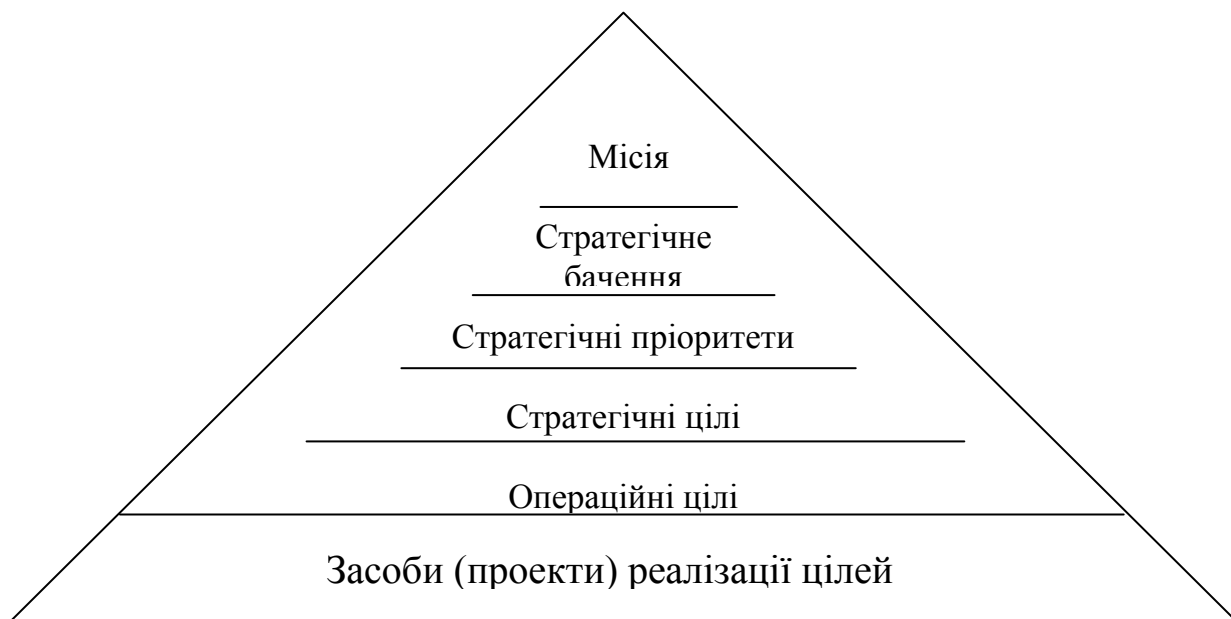 Місія
Стратегічне
бачення
Стратегічні пріоритети
Стратегічні цілі
Операційні цілі
Засоби (проекти) реалізації цілей